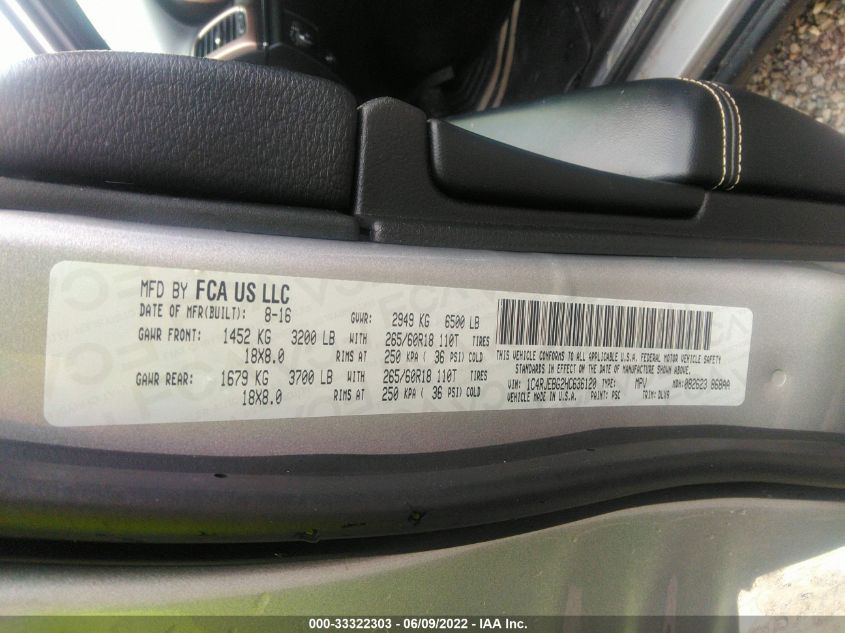 MFD BY FCA US LLC
DATE OF MFR(BUILT): 8-16 GVWR: 2949 KG 6500 LB
GAWR FRONT: 1452 KG 3200 LB WITH 265/60R18 110T TIRES
18X8.0 RIMS AT 250 KPA ( 36 PSI) COLD
GAWR REAR: 1679 KG 3700 LB WITH 265/60R18 110T TIRES
18X8.0 RIMS AT 250 KPA ( 36 PSI) COLD
THIS VEHICLE CONFORMS TO ALL APPLICABLE U.S.A. FEDERAL MOTOR VEHICLE SAFETY
STANDARDS IN EFFECT ON THE DATE OF MANUFACTURE SHOWN ABOVE.
VIN: 1C4RJEBG2HC636120 TYPE: MPV MDH: 082623 868AA
VEHICLE MADE IN U.S.A. PAINT: PSC TRIM: DLV9
000-33322303 - 06/09/2022 - IAA Inc.